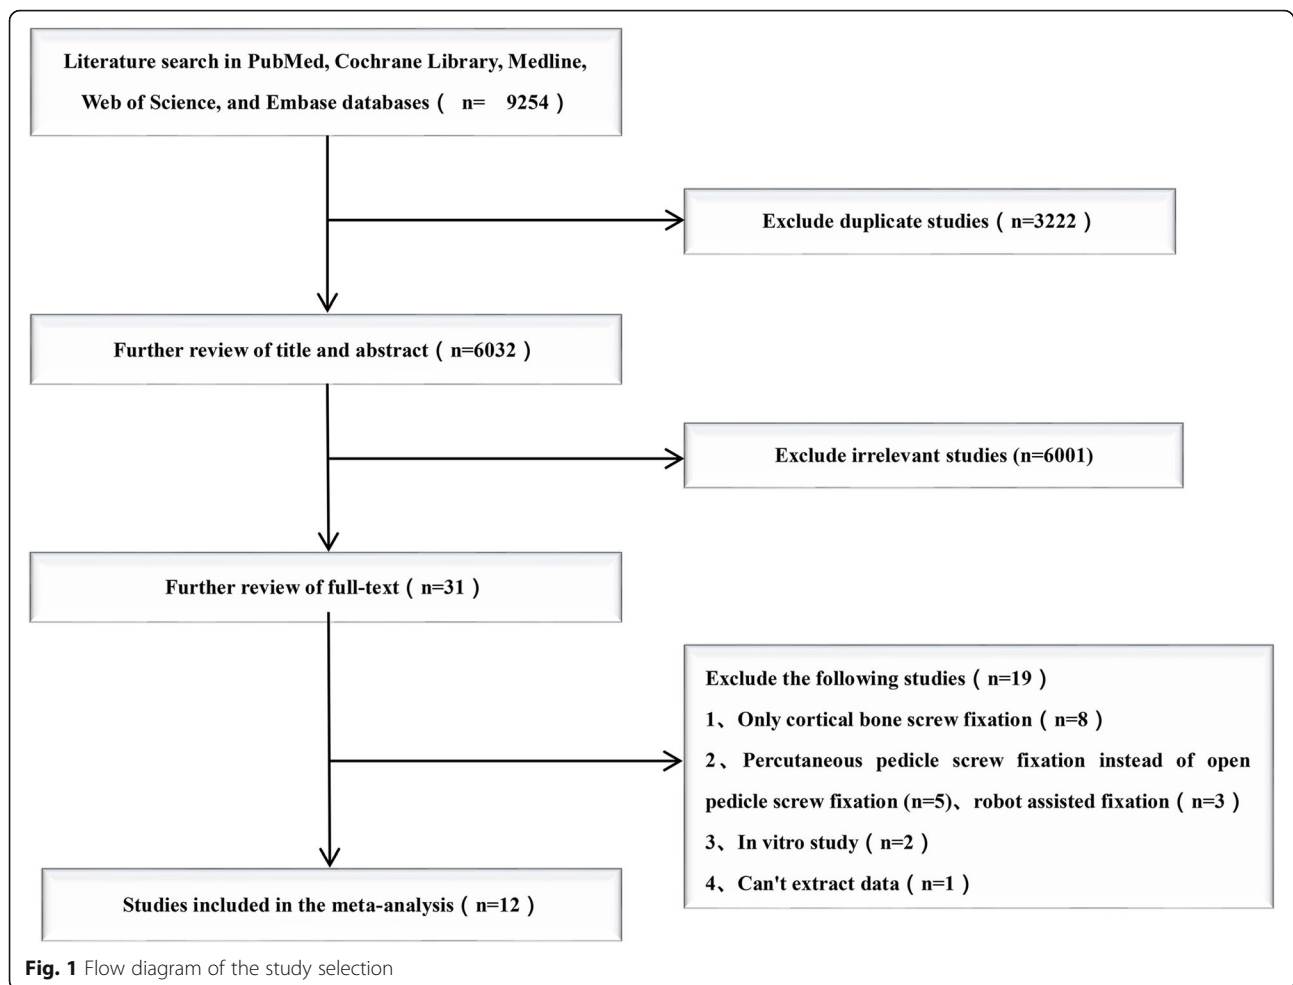 Literature search in PubMed, Cochrane Library, Medline,
Web of Science, and Embase databases ( n= 9254 )
Exclude duplicate studies ( n=3222 )
Further review of title and abstract ( n=6032 )
Exclude irrelevant studies (n=6001)
Further review of full-text ( n=31 )
Exclude the following studies ( n=19 )
1、Only cortical bone screw fixation ( n=8 )
2、Percutaneous pedicle screw fixation instead of open
pedicle screw fixation (n=5)、robot assisted fixation ( n=3 )
3、In vitro study ( n=2 )
4、Can't extract data ( n=1 )
Studies included in the meta-analysis ( n=12 )
Fig. 1 Flow diagram of the study selection